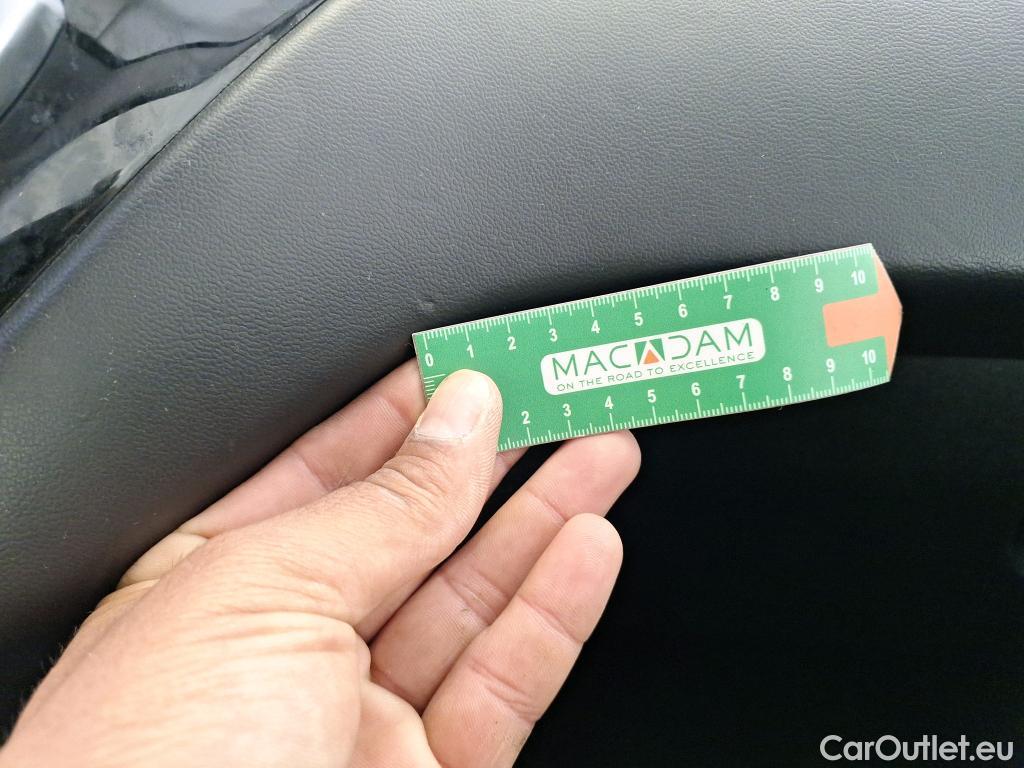 0 1 2 3 4 5 6 7 8 9 10
MACADAM
ON THE ROAD TO EXCELLENCE
2 3 4 5 6 7 8 9 10
CarOutlet.eu